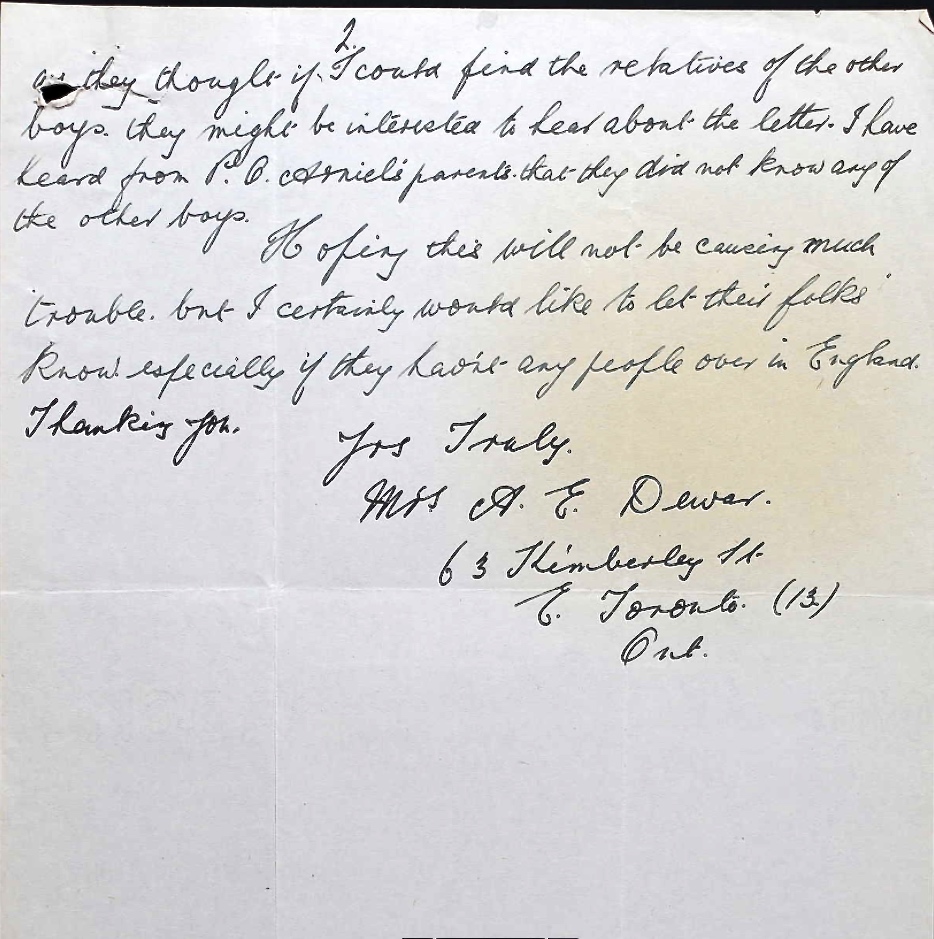 2.
as they thought if I could find the relatives of the other
boys. they might be interested to hear about the letter. I have
heard from P. O. parents. that they did not know any of
the other boys.
Hoping this will not be causing much
trouble. but I certainly would like to let their folks
know. especially if they hav'nt any people over in England.
Thanking you.
Yrs Truly.
Mrs A. E. Dewar.
63 Kimberley St
E. Toronto. (13)
Ont.